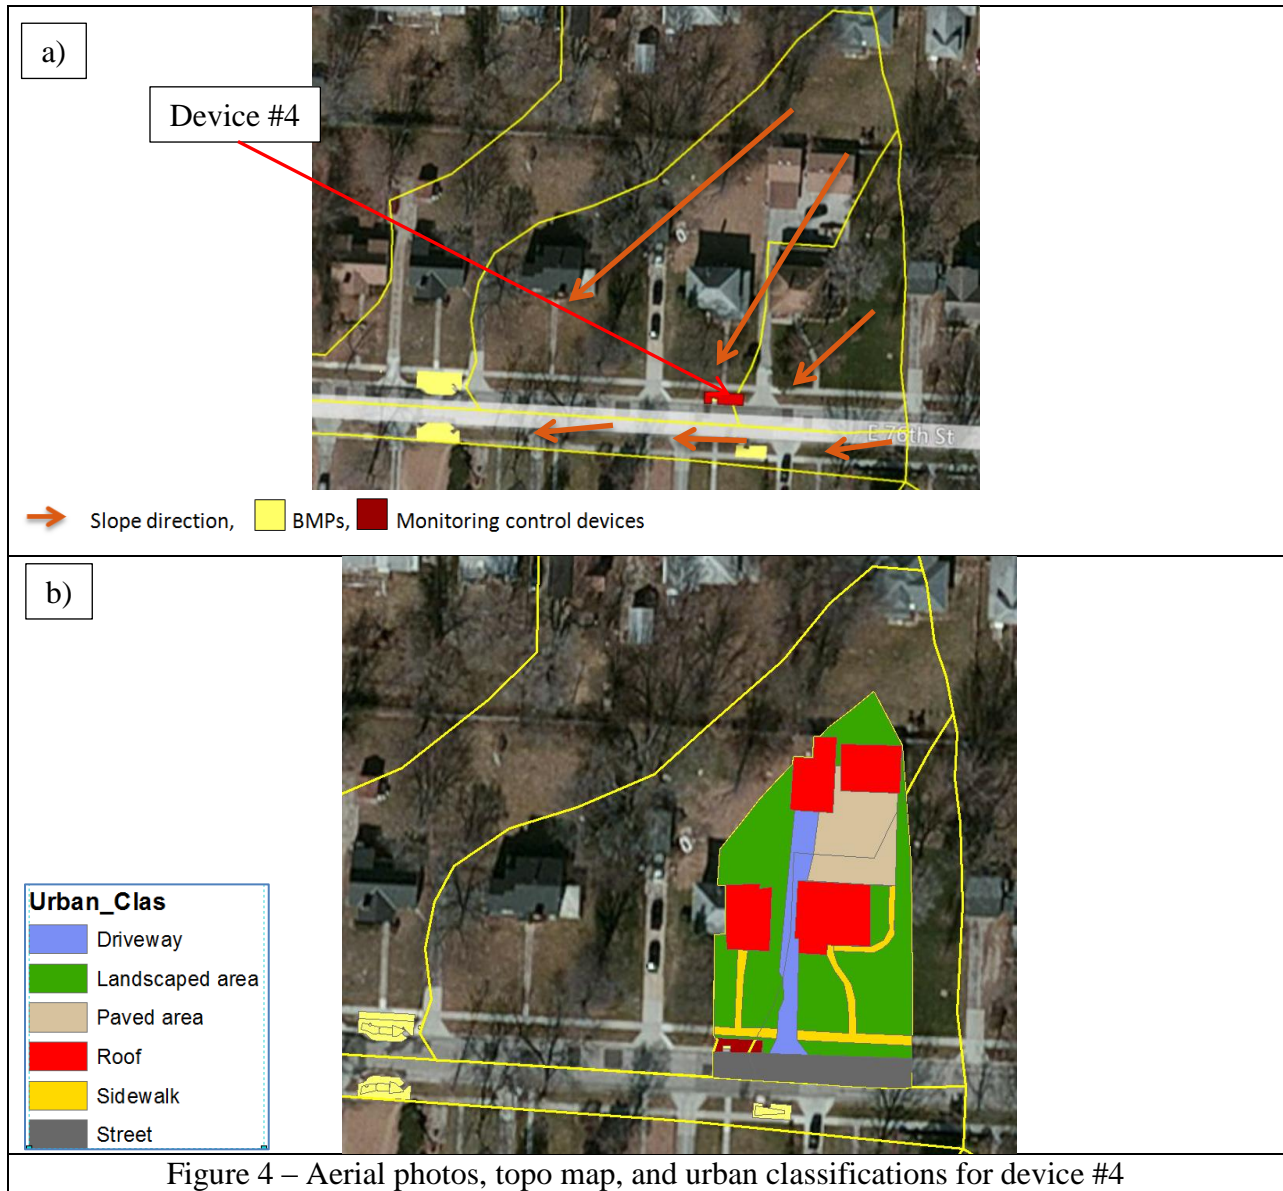 a)
Device #4
E 76th St
Slope direction, BMPs, Monitoring control devices
b)
Urban_Clas
Driveway
Landscaped area
Paved area
Roof
Sidewalk
Street
Figure 4 – Aerial photos, topo map, and urban classifications for device #4